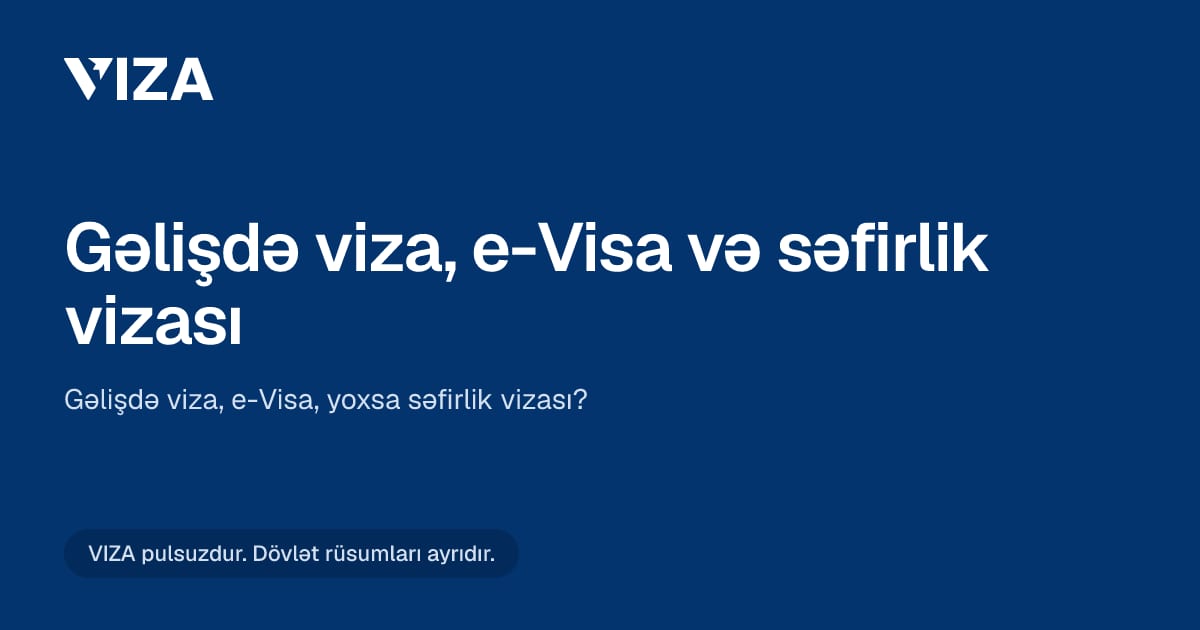 VIZA
Gəlişdə viza, e-Visa və səfirlik
vizası
Gəlişdə viza, e-Visa, yoxsa səfirlik vizası?
VIZA pulsuzdur. Dövlət rüsumları ayrıdır.